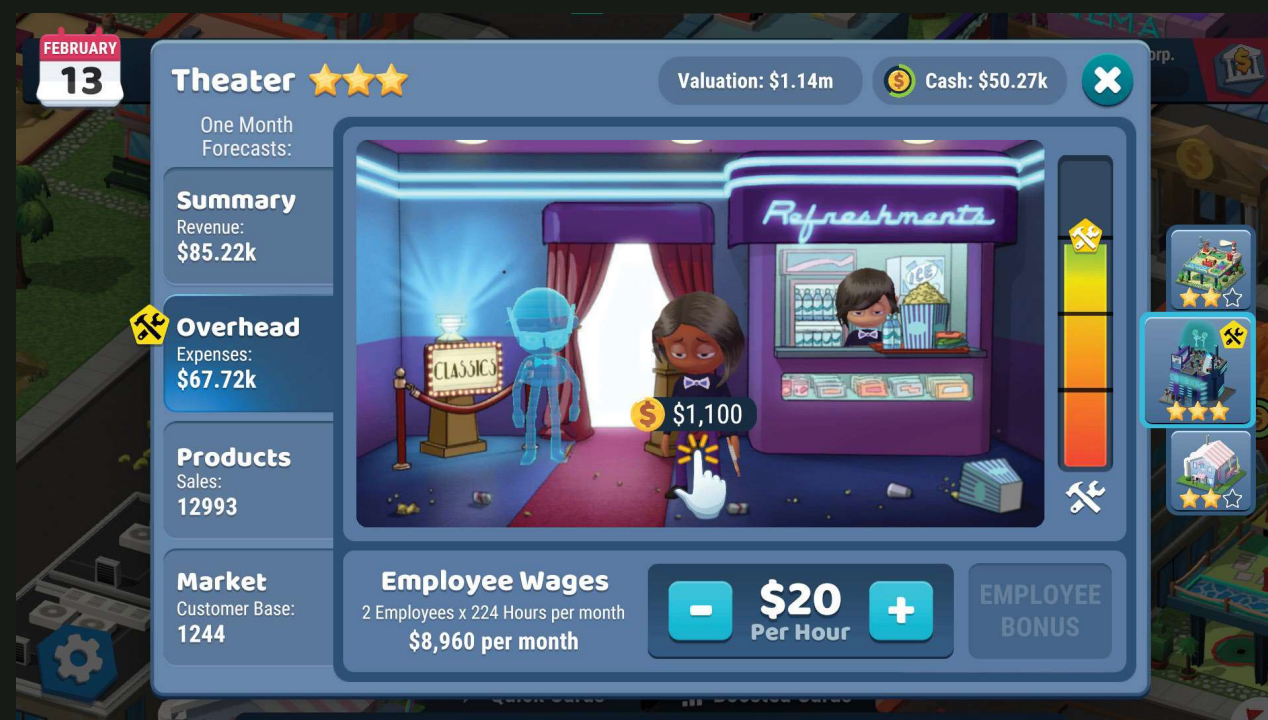 FEBRUARY
13
Theater
Valuation: $1.14m
Cash: $50.27k
One Month
Forecasts:
Summary
Revenue:
$85.22k
Overhead
Expenses:
$67.72k
Products
Sales:
12993
Market
Customer Base:
1244
Refreshments
ICE
CLASSICS
$1,100
Employee Wages
2 Employees x 224 Hours per month
$8,960 per month
-
$20
Per Hour
+
EMPLOYEE
BONUS